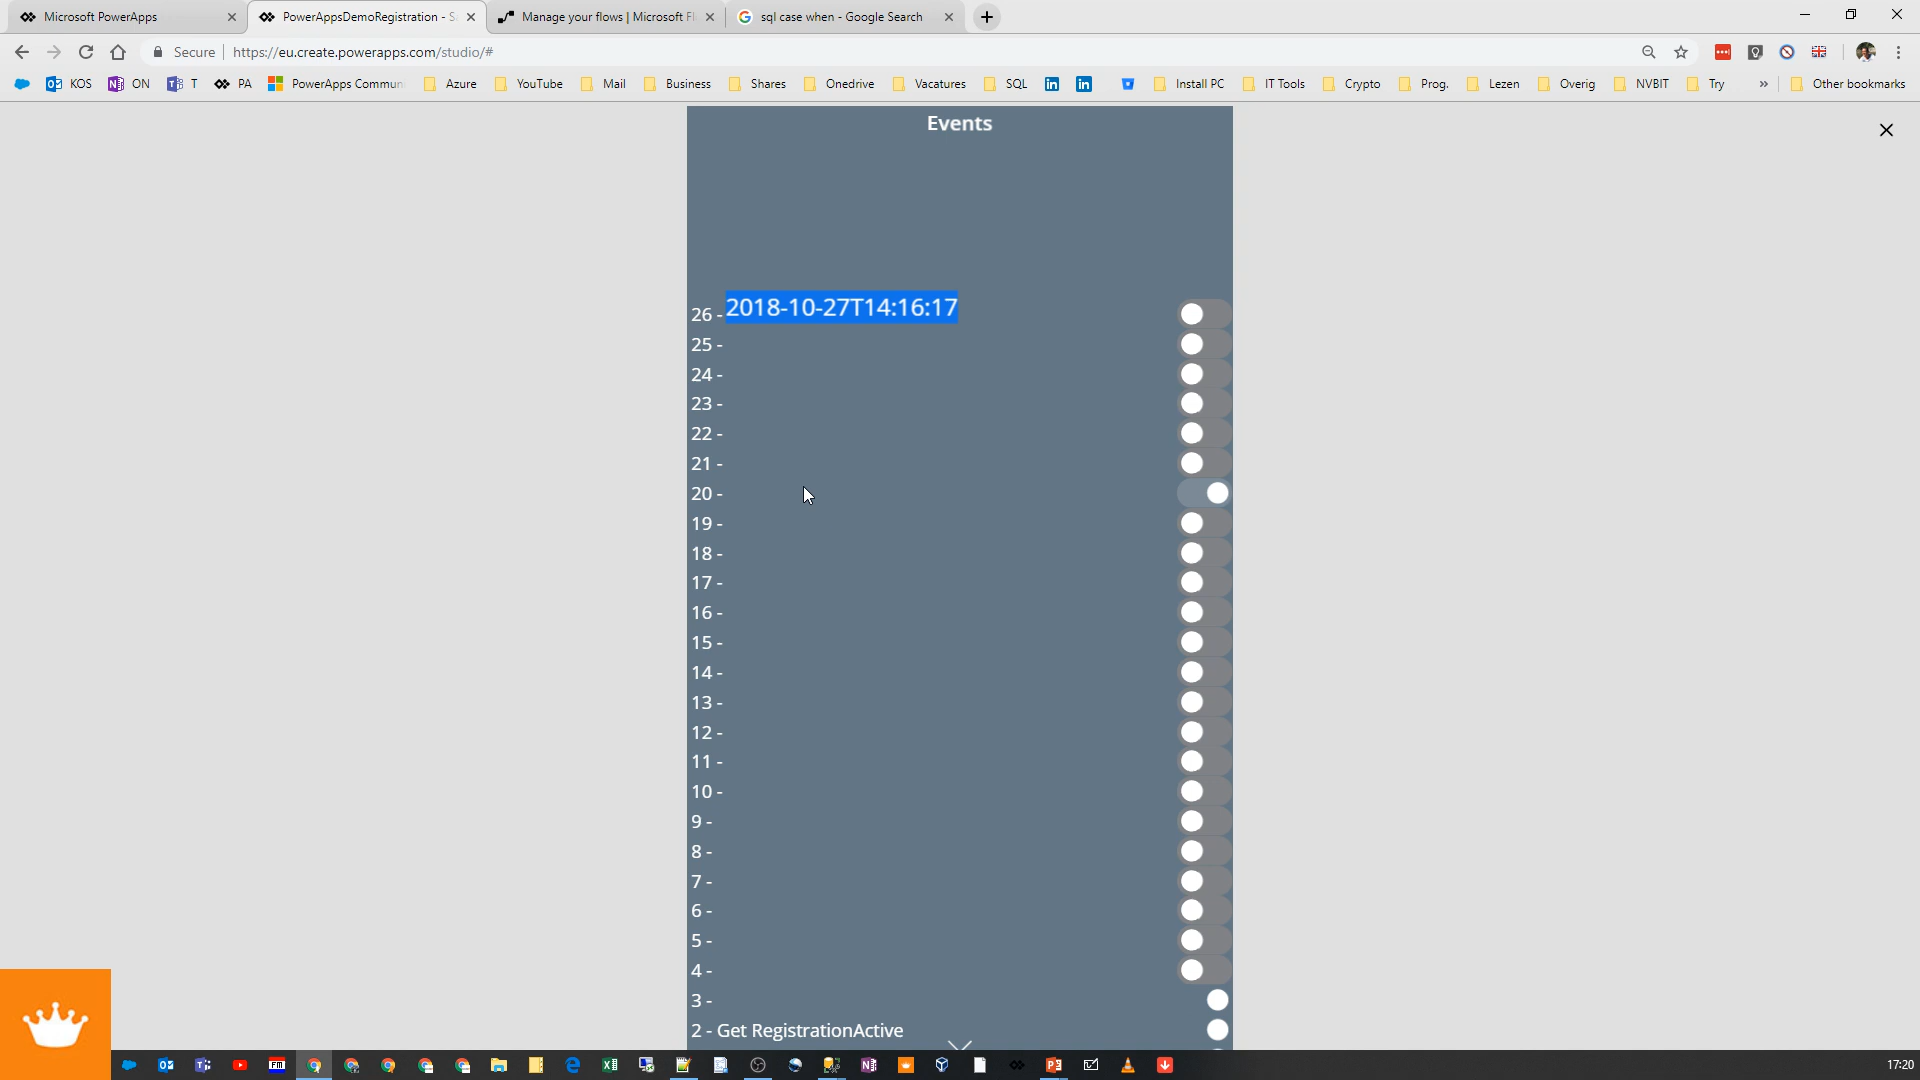 Microsoft PowerApps
PowerAppsDemoRegistration - S
Manage your flows | Microsoft Fl
sql case when - Google Search
Secure
https://eu.create.powerapps.com/studio/#
KOS
ON
T
PA
PowerApps Commun
Azure
YouTube
Mail
Business
Shares
Onedrive
Vacatures
SQL
Install PC
IT Tools
Crypto
Prog.
Lezen
Overig
NVBIT
Try
»
Other bookmarks
Events
26 - 2018-10-27T14:16:17
25 -
24 -
23 -
22 -
21 -
20 -
19 -
18 -
17 -
16 -
15 -
14 -
13 -
12 -
11 -
10 -
9 -
8 -
7 -
6 -
5 -
4 -
3 -
2 - Get RegistrationActive
17:20